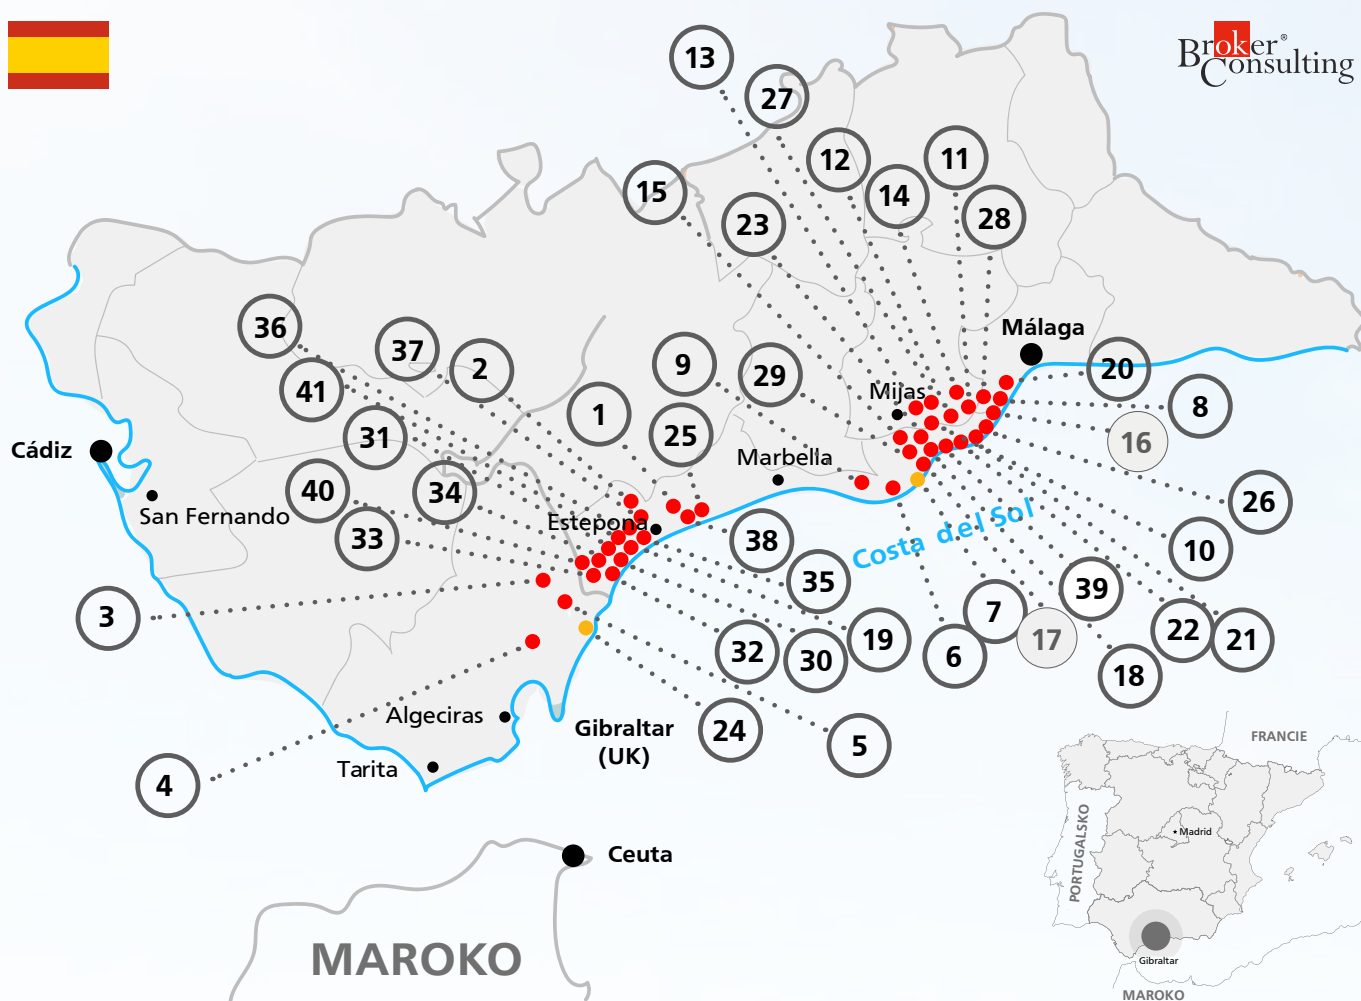 Broker®
Consulting
13
27
12
11
15
14
23
28
36
37
2
Málaga
9
29
20
41
Mijas
8
1
31
25
16
Cádiz
Marbella
40
34
26
San Fernando
Estepona
33
38
Costa del Sol
10
35
39
3
7
22
21
32
30
19
6
17
18
Algeciras
Gibraltar
(UK)
24
5
Tarita
4
FRANCIE
PORTUGALSKO
Madrid
Ceuta
MAROKO
Gibraltar
MAROKO